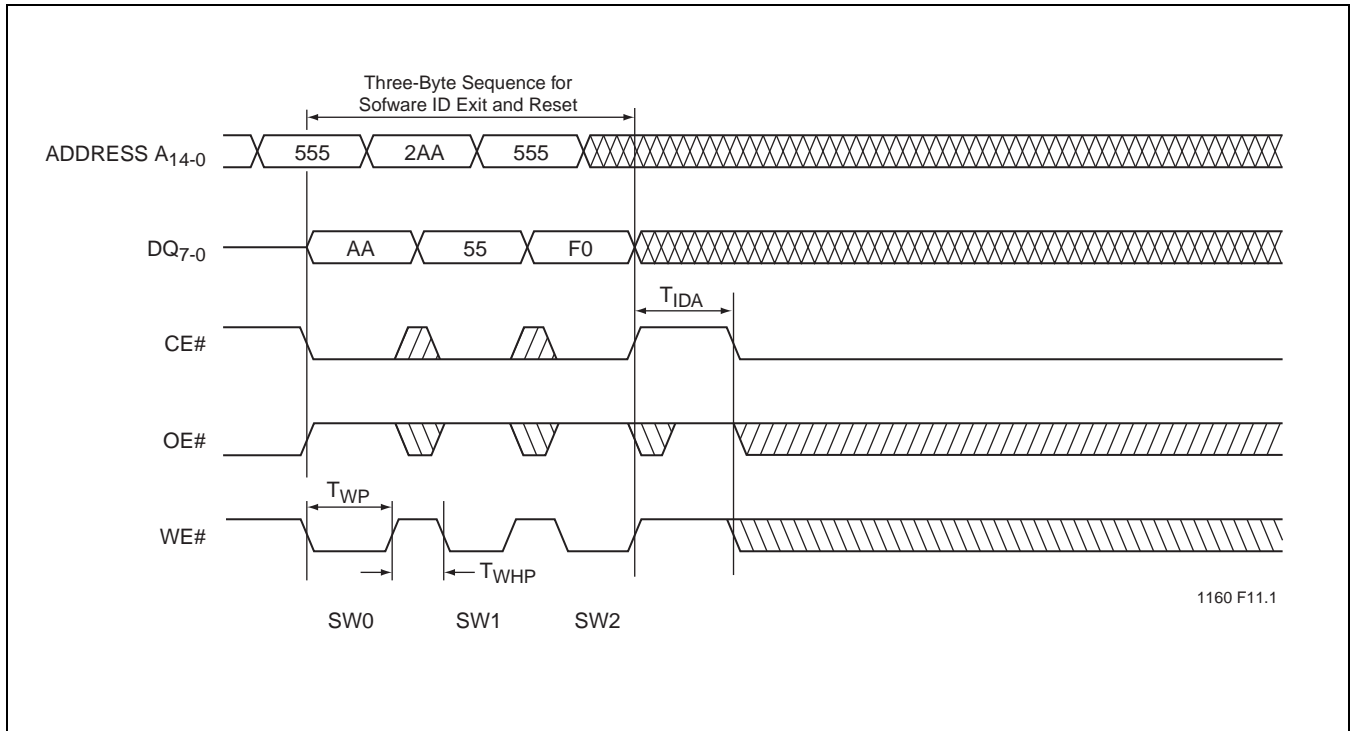 Three-Byte Sequence for
Sofware ID Exit and Reset
ADDRESS A14-0
555 2AA 555
DQ7-0
AA 55 F0
TIDA
CE#
OE#
TWP
WE#
TWHP
SW0 SW1 SW2
1160 F11.1